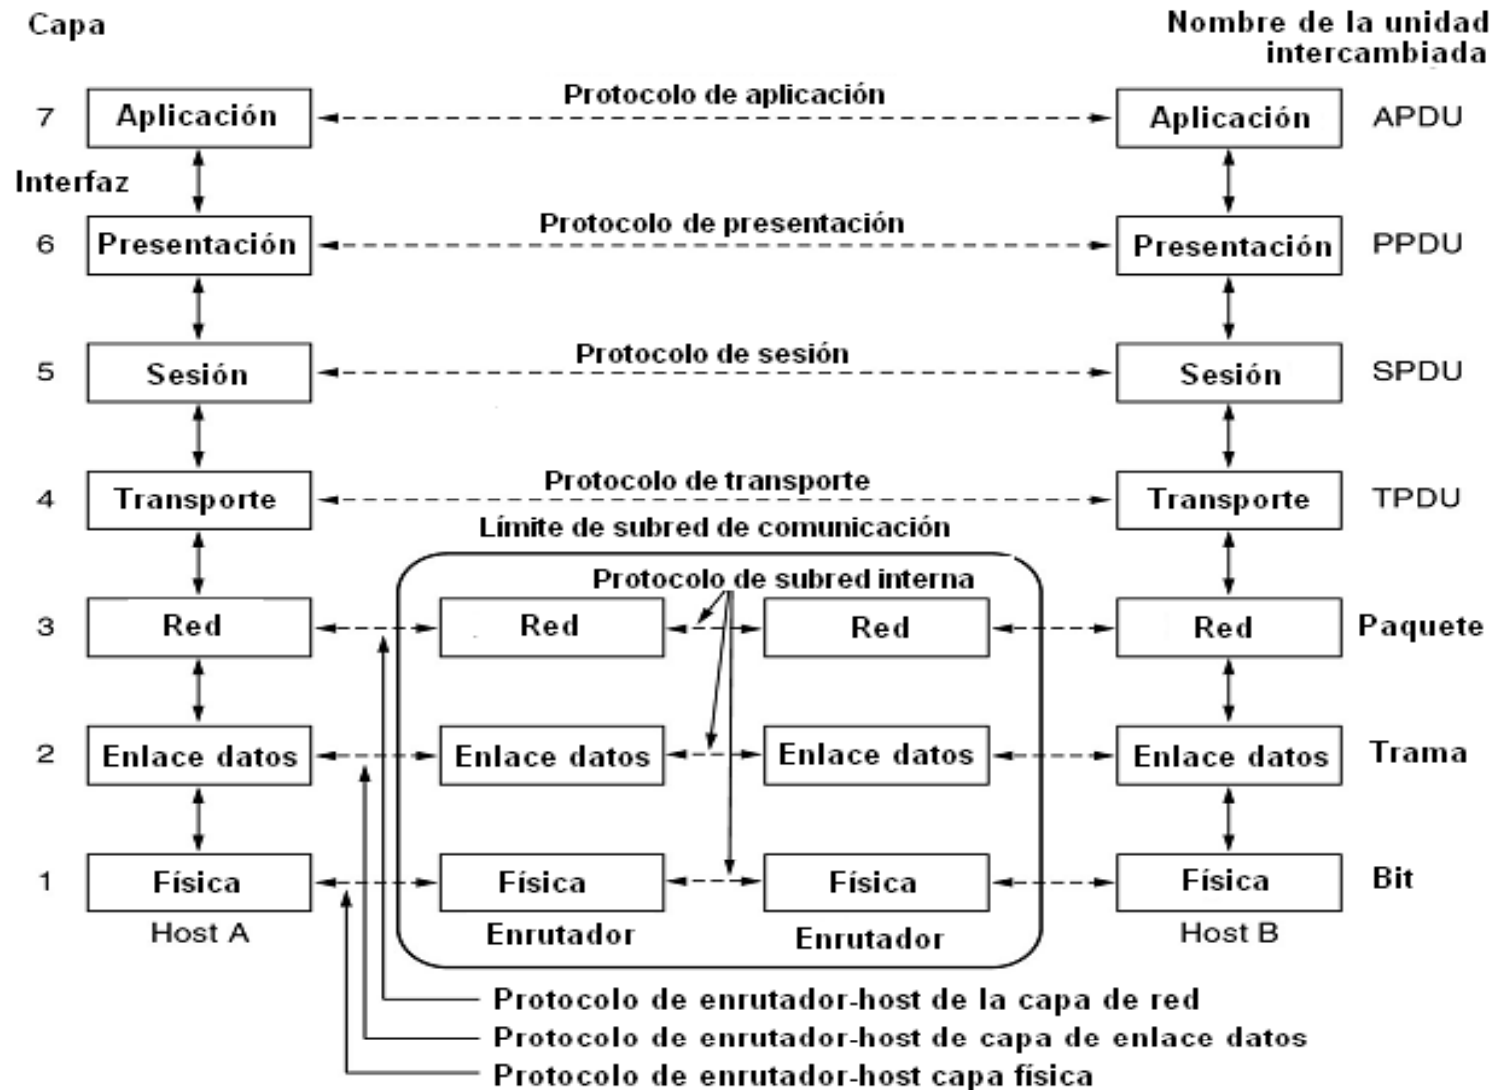 Capa
Nombre de la unidad
intercambiada
Protocolo de aplicación
7 Aplicación Aplicación APDU
Interfaz
Protocolo de presentación
6 Presentación Presentación PPDU
Protocolo de sesión
5 Sesión Sesión SPDU
Protocolo de transporte
4 Transporte Transporte TPDU
Límite de subred de comunicación
Protocolo de subred interna
3 Red Red Red Red Paquete
2 Enlace datos Enlace datos Enlace datos Enlace datos Trama
1 Física Física Física Física Bit
Host A Enrutador Enrutador Host B
Protocolo de enrutador-host de la capa de red
Protocolo de enrutador-host de capa de enlace datos
Protocolo de enrutador-host capa física